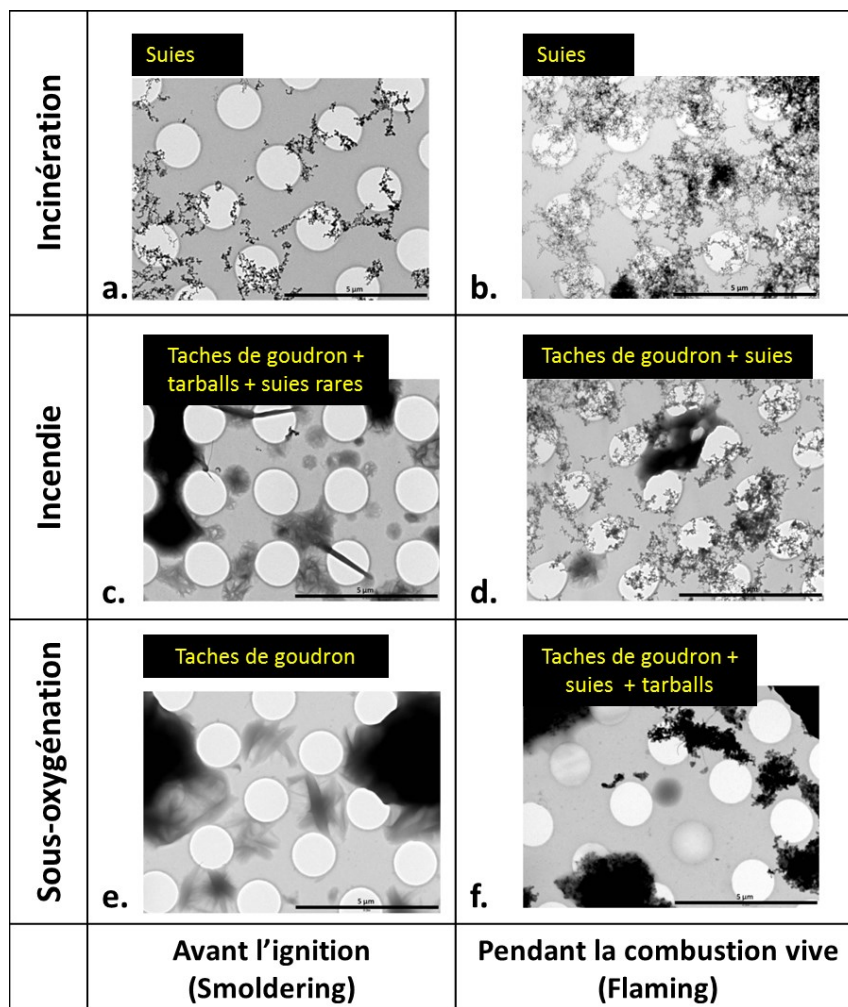 Incinération
Suies
5 µm
a.
Suies
5 µm
b.
Incendie
Taches de goudron +
tarballs + suies rares
5 µm
c.
Taches de goudron + suies
5 µm
d.
Sous-oxygénation
Taches de goudron
5 µm
e.
Taches de goudron +
suies + tarballs
5 µm
f.
Avant l’ignition
(Smoldering)
Pendant la combustion vive
(Flaming)